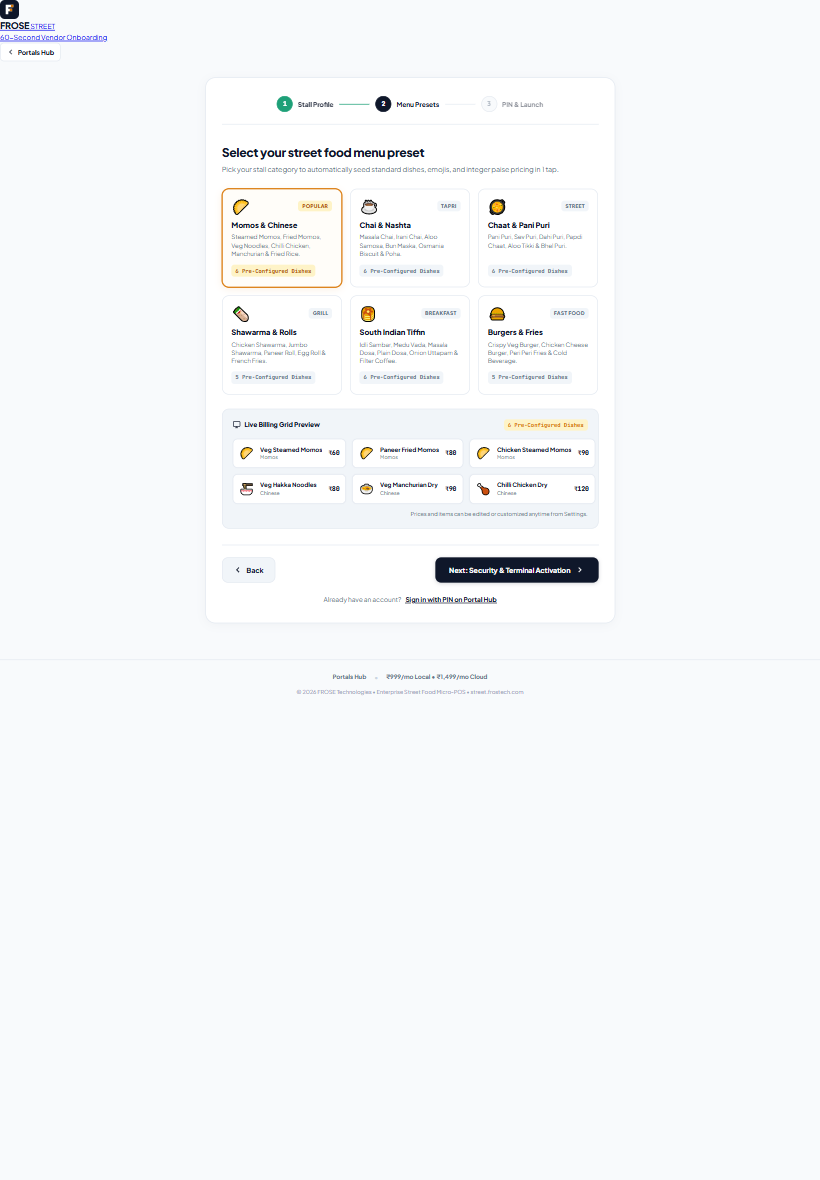 F
FROSE STREET
60-Second Vendor Onboarding
Portals Hub
1 Stall Profile 2 Menu Presets 3 PIN & Launch
Select your street food menu preset
Pick your stall category to automatically seed standard dishes, emojis, and integer paise pricing in 1 tap.
POPULAR
Momos & Chinese
Steamed Momos, Fried Momos,
Veg Noodles, Chilli Chicken,
Manchurian & Fried Rice.
6 Pre-Configured Dishes
TAPRI
Chai & Nashta
Masala Chai, Irani Chai, Aloo
Samosa, Bun Maska, Osmania
Biscuit & Poha.
6 Pre-Configured Dishes
STREET
Chaat & Pani Puri
Pani Puri, Sev Puri, Dahi Puri, Papdi
Chaat, Aloo Tikki & Bhel Puri.
6 Pre-Configured Dishes
GRILL
Shawarma & Rolls
Chicken Shawarma, Jumbo
Shawarma, Paneer Roll, Egg Roll &
French Fries.
5 Pre-Configured Dishes
BREAKFAST
South Indian Tiffin
Idli Sambar, Medu Vada, Masala
Dosa, Plain Dosa, Onion Uttapam &
Filter Coffee.
6 Pre-Configured Dishes
FAST FOOD
Burgers & Fries
Crispy Veg Burger, Chicken Cheese
Burger, Peri Peri Fries & Cold
Beverage.
5 Pre-Configured Dishes
Live Billing Grid Preview
6 Pre-Configured Dishes
Veg Steamed Momos ₹60
Momos
Paneer Fried Momos ₹80
Momos
Chicken Steamed Momos ₹90
Momos
Veg Hakka Noodles ₹80
Chinese
Veg Manchurian Dry ₹90
Chinese
Chilli Chicken Dry ₹120
Chinese
Prices and items can be edited or customized anytime from Settings.
Back
Next: Security & Terminal Activation
Already have an account? Sign in with PIN on Portal Hub
Portals Hub • ₹999/mo Local • ₹1,499/mo Cloud
© 2026 FROSE Technologies • Enterprise Street Food Micro-POS • street.frostech.com